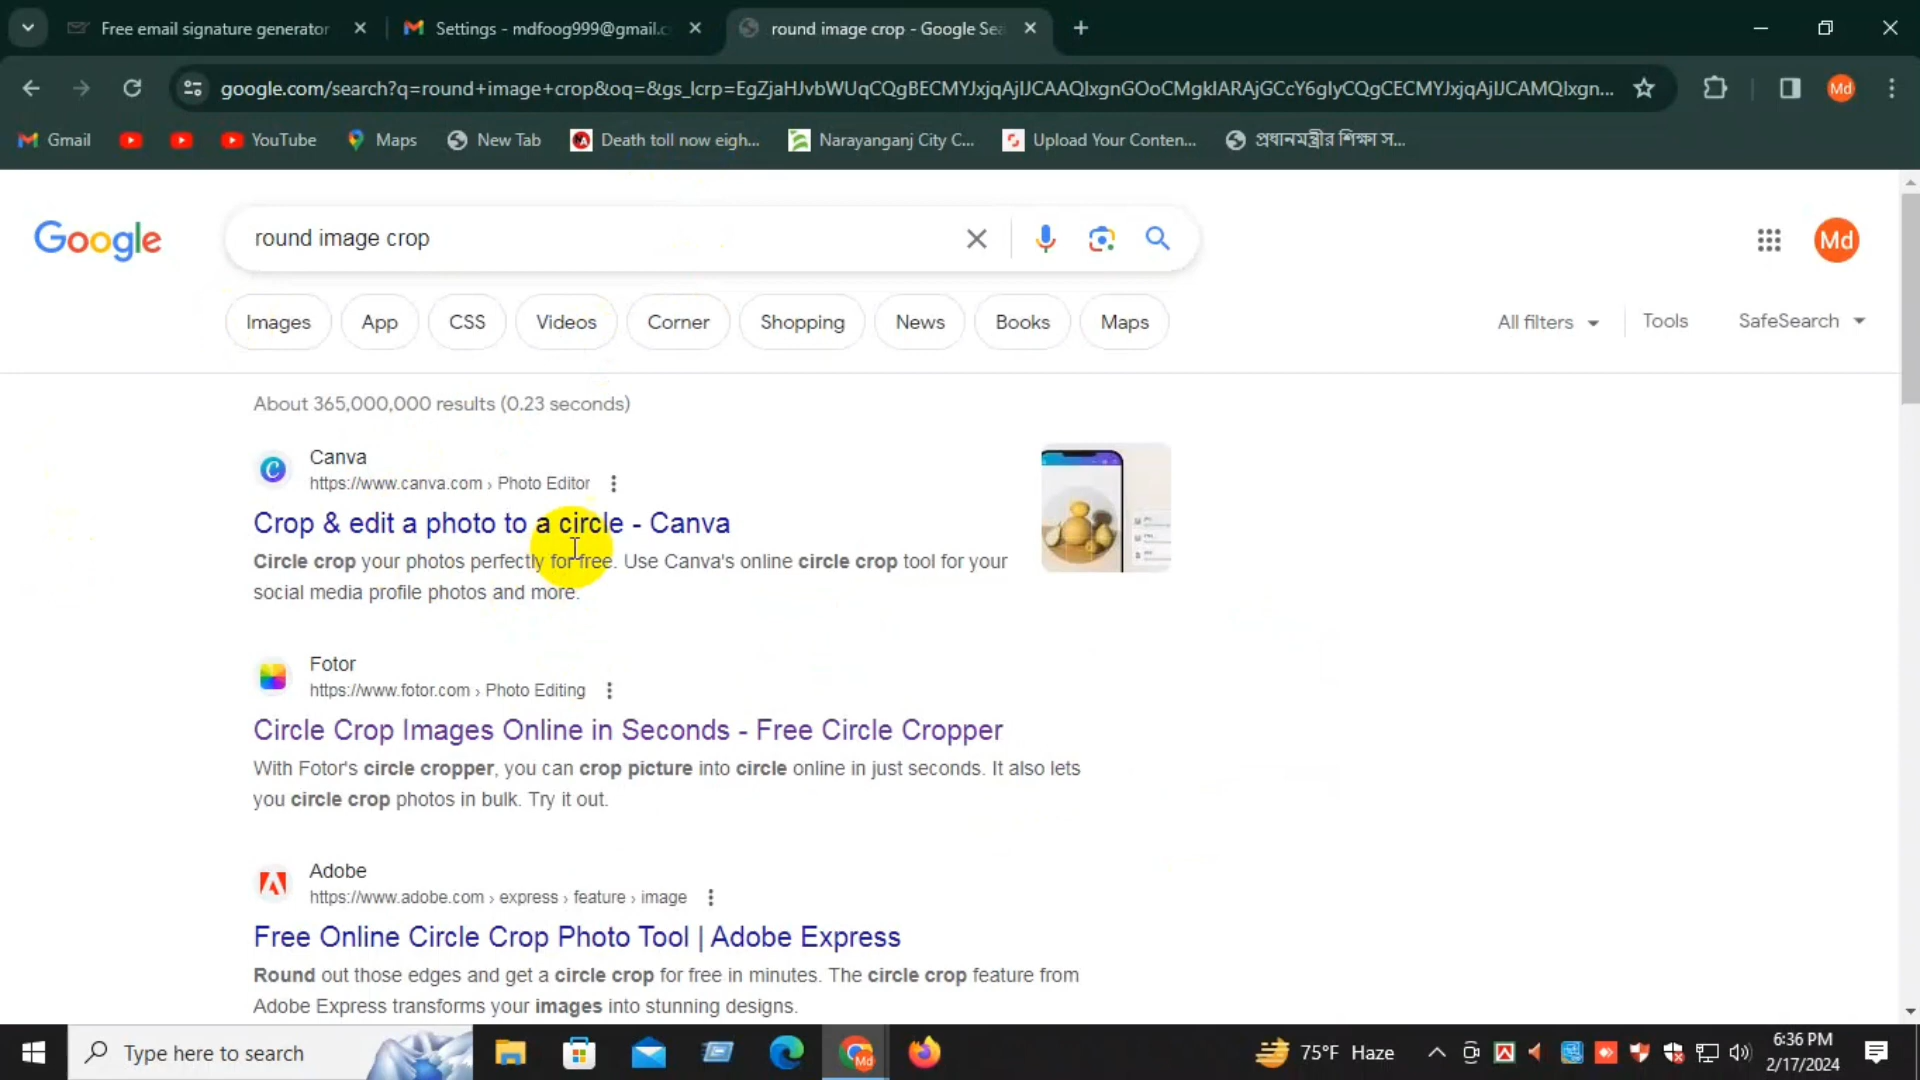 Free email signature generator
Settings - mdfoog999@gmail.c
round image crop - Google Sea
google.com/search?q=round+image+crop&oq=&gs_lcrp=EgZjaHJvbWUqCQgBECMYJxjqAjIJCAAQIxgnGOoCMgkIARAjGCcY6gIyCQgCECMYJxjqAjIJCAMQIxgn...
Md
Gmail
YouTube
Maps
New Tab
Death toll now eigh...
Narayanganj City C...
Upload Your Conten...
প্রধানমন্ত্রীর শিক্ষা স...
Google
round image crop
Md
Images
App
CSS
Videos
Corner
Shopping
News
Books
Maps
All filters
Tools
SafeSearch
About 365,000,000 results (0.23 seconds)
Canva
https://www.canva.com › Photo Editor
Crop & edit a photo to a circle - Canva
Circle crop your photos perfectly for free. Use Canva's online circle crop tool for your
social media profile photos and more.
Fotor
https://www.fotor.com › Photo Editing
Circle Crop Images Online in Seconds - Free Circle Cropper
With Fotor's circle cropper, you can crop picture into circle online in just seconds. It also lets
you circle crop photos in bulk. Try it out.
Adobe
https://www.adobe.com › express › feature › image
Free Online Circle Crop Photo Tool | Adobe Express
Round out those edges and get a circle crop for free in minutes. The circle crop feature from
Adobe Express transforms your images into stunning designs.
Type here to search
Md
75°F Haze
6:36 PM
2/17/2024